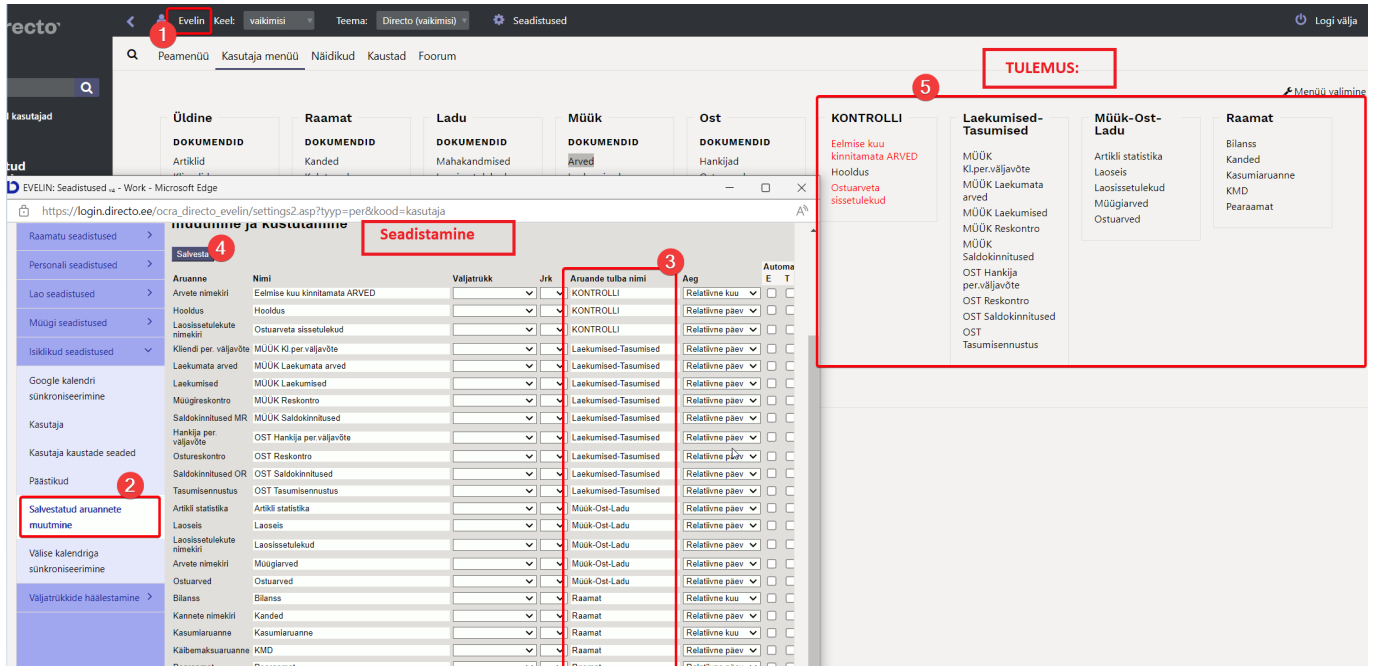 recto
Evelin Keel: vaikimisi Teema: Directo (vaikimisi) Seadistused Logi välja
1
Peamenüü Kasutaja menüü Näidikud Kaustad Foorum
TULEMUS:
5
Menüü valimine
l kasutajad
tud
Üldine
DOKUMENDID
Artiklid
Raamat
DOKUMENDID
Kanded
Ladu
DOKUMENDID
Mahakandmised
Müük
DOKUMENDID
Arved
Ost
DOKUMENDID
Hankijad
KONTROLLI
Eelmise kuu
kinnitamata ARVED
Hooldus
Ostuarveta
sissetulekud
Laekumised-
Tasumised
MÜÜK
Kl.per.väljavõte
MÜÜK Laekumata
arved
MÜÜK Laekumised
MÜÜK Reskontro
MÜÜK
Saldokinnitused
OST Hankija
per.väljavõte
OST Reskontro
OST Saldokinnitused
OST
Tasumisennustus
Müük-Ost-
Ladu
Artikli statistika
Laoseis
Laosissetulekud
Müügiarved
Ostuarved
Raamat
Bilanss
Kanded
Kasumiaruanne
KMD
Pearaamat
EVELIN: Seadistused - Work - Microsoft Edge
https://login.directo.ee/ocra_directo_evelin/settings2.asp?tyyp=per&kood=kasutaja
Raamatu seadistused
Personali seadistused
Lao seadistused
Müügi seadistused
Isiklikud seadistused
Google kalendri
sünkroniseerimine
Kasutaja
Kasutaja kaustade seaded
Päästikud
2
Salvestatud aruannete
muutmine
Välise kalendriga
sünkroniseerimine
Väljatrükkide häälestamine
muutmine ja kustutamine
Seadistamine
Salvesta
4
3
Automa
Aruanne Nimi Väljatrükk Jrk Aruande tulba nimi Aeg E T
Arvete nimekiri Eelmise kuu kinnitamata ARVED KONTROLLI Relatiivne kuu
Hooldus Hooldus KONTROLLI Relatiivne päev
Laosissetulekute
nimekiri Ostuarveta sissetulekud KONTROLLI Relatiivne päev
Kliendi per. väljavõte MÜÜK Kl.per.väljavõte Laekumised-Tasumised Relatiivne päev
Laekumata arved MÜÜK Laekumata arved Laekumised-Tasumised Relatiivne päev
Laekumised MÜÜK Laekumised Laekumised-Tasumised Relatiivne päev
Müügireskontro MÜÜK Reskontro Laekumised-Tasumised Relatiivne päev
Saldokinnitused MR MÜÜK Saldokinnitused Laekumised-Tasumised Relatiivne päev
Hankija per.
väljavõte OST Hankija per.väljavõte Laekumised-Tasumised Relatiivne päev
Ostureskontro OST Reskontro Laekumised-Tasumised Relatiivne päev
Saldokinnitused OR OST Saldokinnitused Laekumised-Tasumised Relatiivne päev
Tasumisennustus OST Tasumisennustus Laekumised-Tasumised Relatiivne päev
Artikli statistika Artikli statistika Müük-Ost-Ladu Relatiivne päev
Laoseis Laoseis Müük-Ost-Ladu Relatiivne päev
Laosissetulekute
nimekiri Laosissetulekud Müük-Ost-Ladu Relatiivne päev
Arvete nimekiri Müügiarved Müük-Ost-Ladu Relatiivne päev
Ostuarved Ostuarved Müük-Ost-Ladu Relatiivne päev
Bilanss Bilanss Raamat Relatiivne kuu
Kannete nimekiri Kanded Raamat Relatiivne päev
Kasumiaruanne Kasumiaruanne Raamat Relatiivne kuu
Käibemaksuaruanne KMD Raamat Relatiivne päev